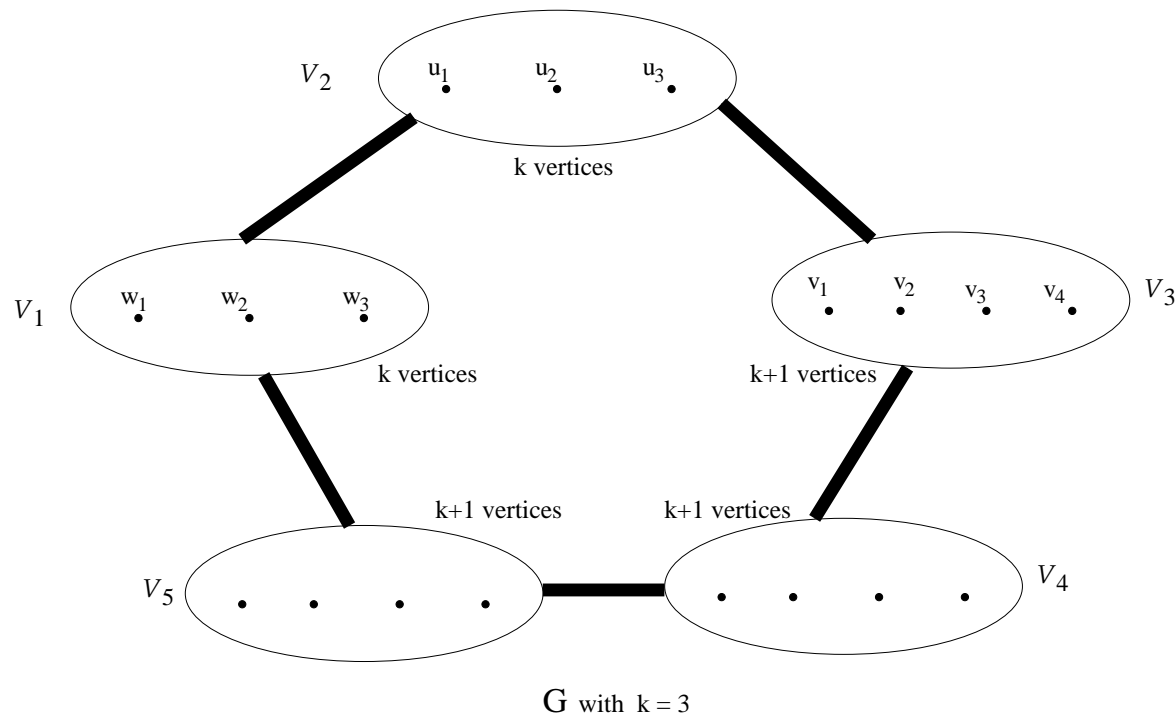 V₂
u₁ u₂ u₃
k vertices
V₁
w₁ w₂ w₃
k vertices
v₁ v₂ v₃ v₄
V₃
k+1 vertices
k+1 vertices
k+1 vertices
V₅
V₄
G with k = 3